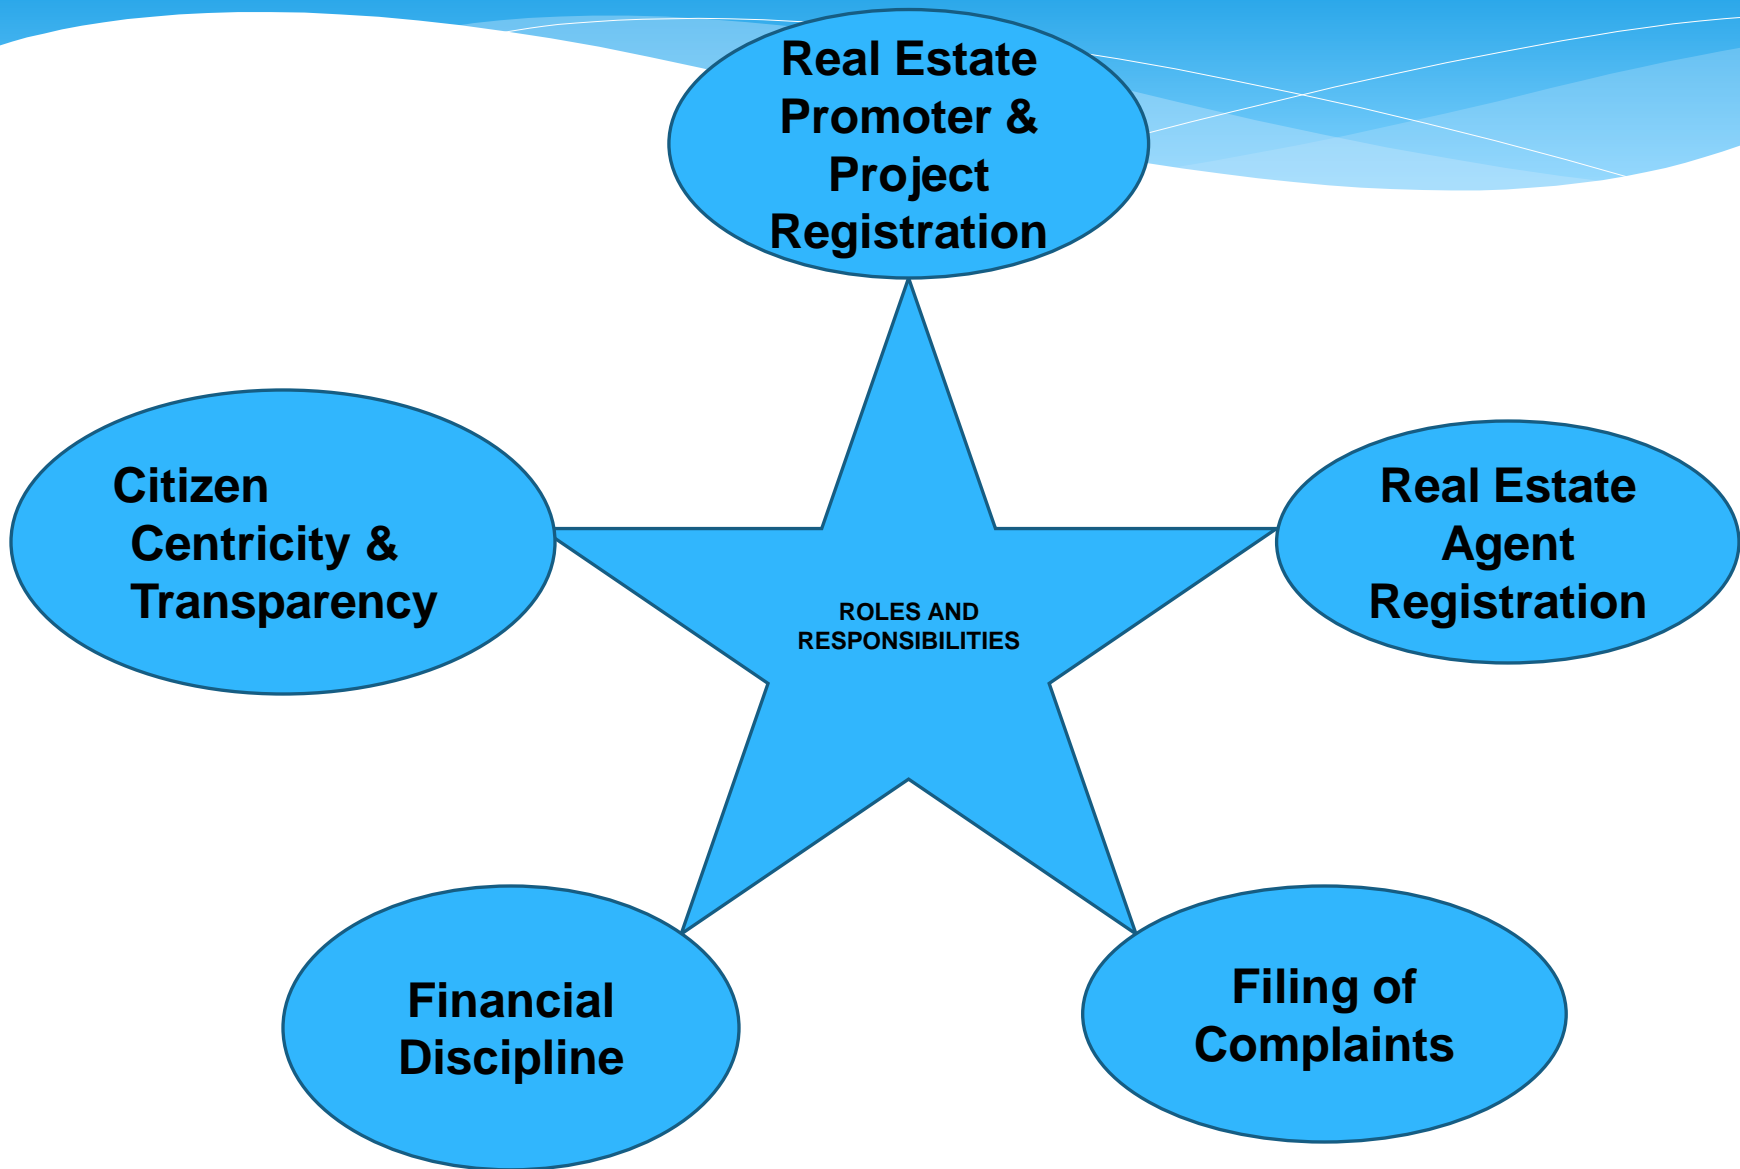 Real Estate
Promoter &
Project
Registration
Citizen
Centricity &
Transparency
Real Estate
Agent
Registration
ROLES AND
RESPONSIBILITIES
Financial
Discipline
Filing of
Complaints